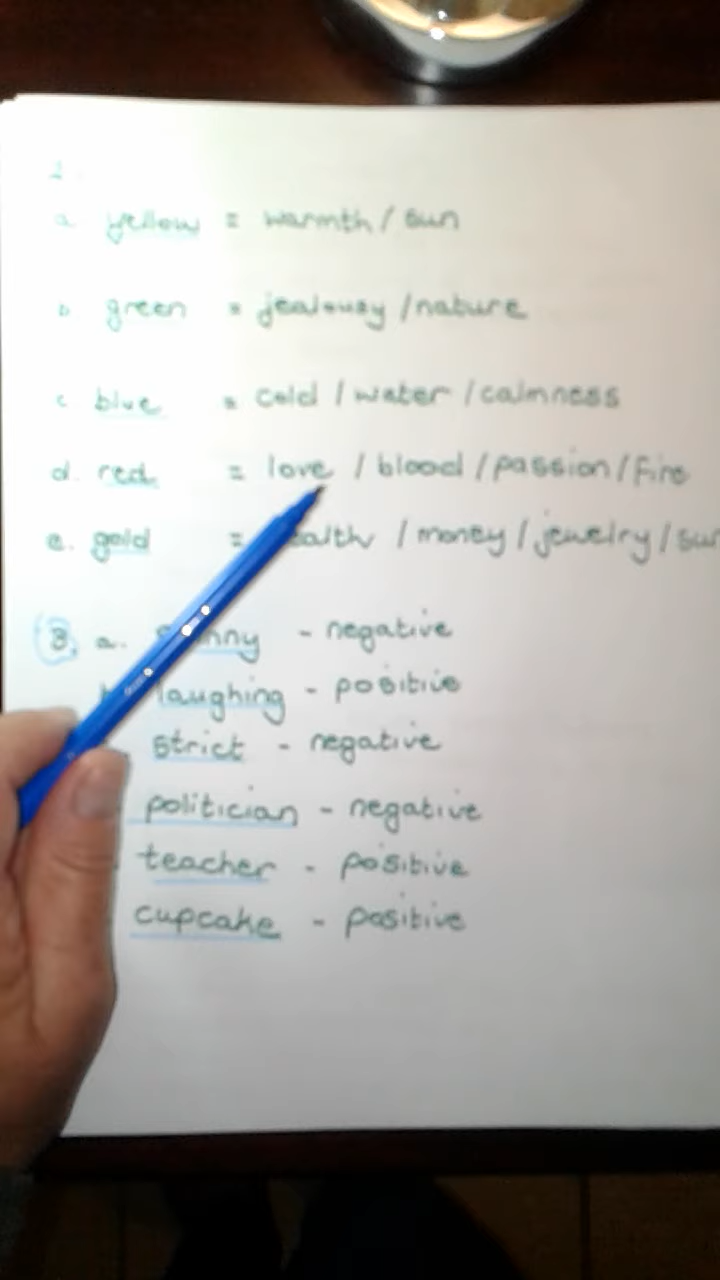 1.
a. yellow = warmth / sun
b green = jealousy / nature
c blue = cold / water / calmness
d. red = love / blood / passion / fire
e. gold = / money / jewelry /
B. a. - negative
laughing - positive
strict - negative
politician - negative
teacher - positive
cupcake - positive